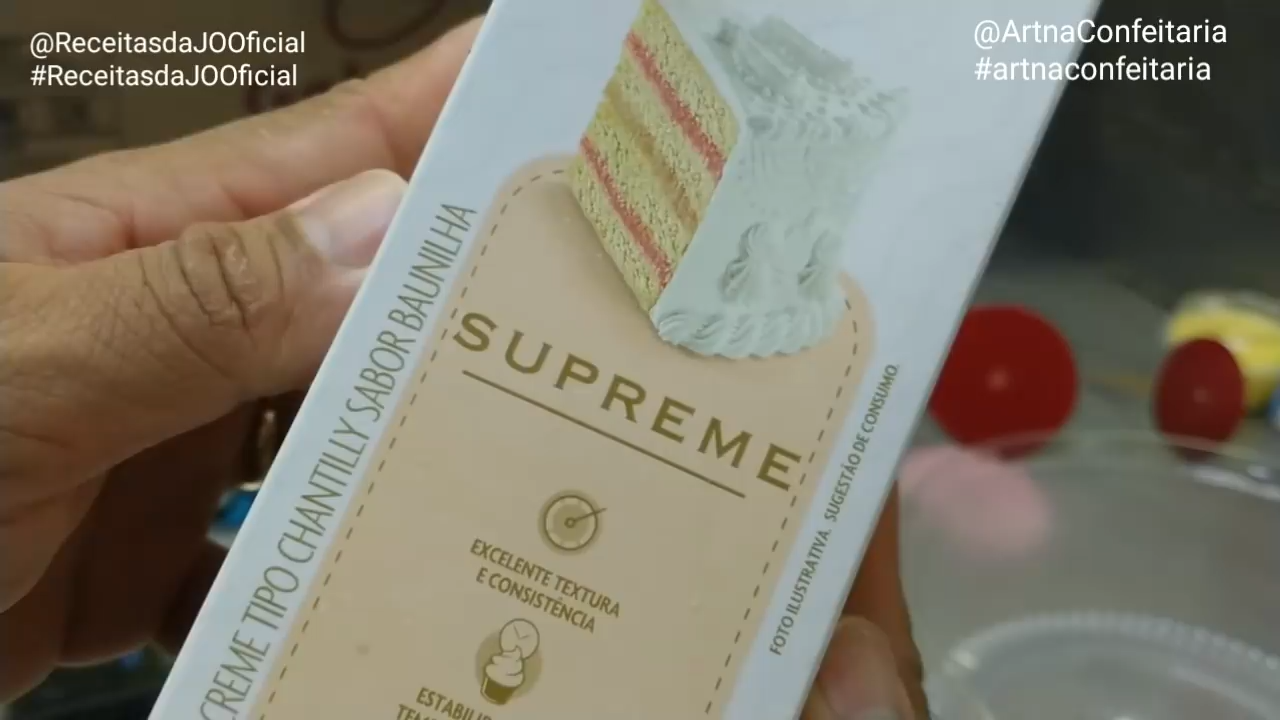 @ReceitasdaJOOficial
#ReceitasdaJOOficial
@ArtnaConfeitaria
#artnaconfeitaria
CREME TIPO CHANTILLY SABOR BAUNILHA
SUPREME
EXCELENTE TEXTURA
E CONSISTÊNCIA
FOTO ILUSTRATIVA. SUGESTÃO DE CONSUMO.